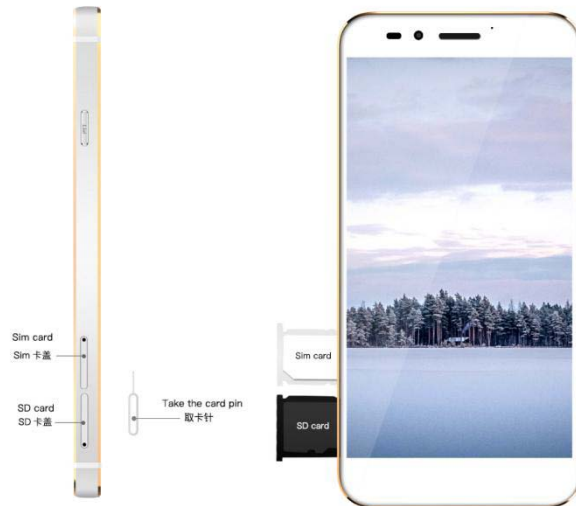 Sim card
Sim 卡盖
SD card
SD 卡盖
Take the card pin
取卡针
Sim card
SD card